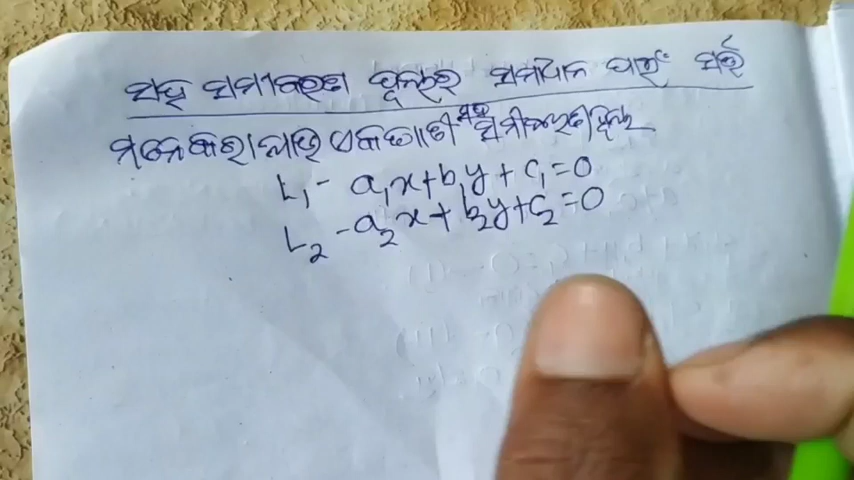 ସହ ସମୀକରଣ ଦ୍ୱୟର ସମାଧାନ ପାଇଁ ସର୍ତ୍ତ
ମନେକରାଯାଉ ଏକଘାତୀ ସହ ସମୀକରଣ ଦ୍ୱୟ
L₁ - a₁x+b₁y+c₁=0
L₂ - a₂x+b₂y+c₂=0